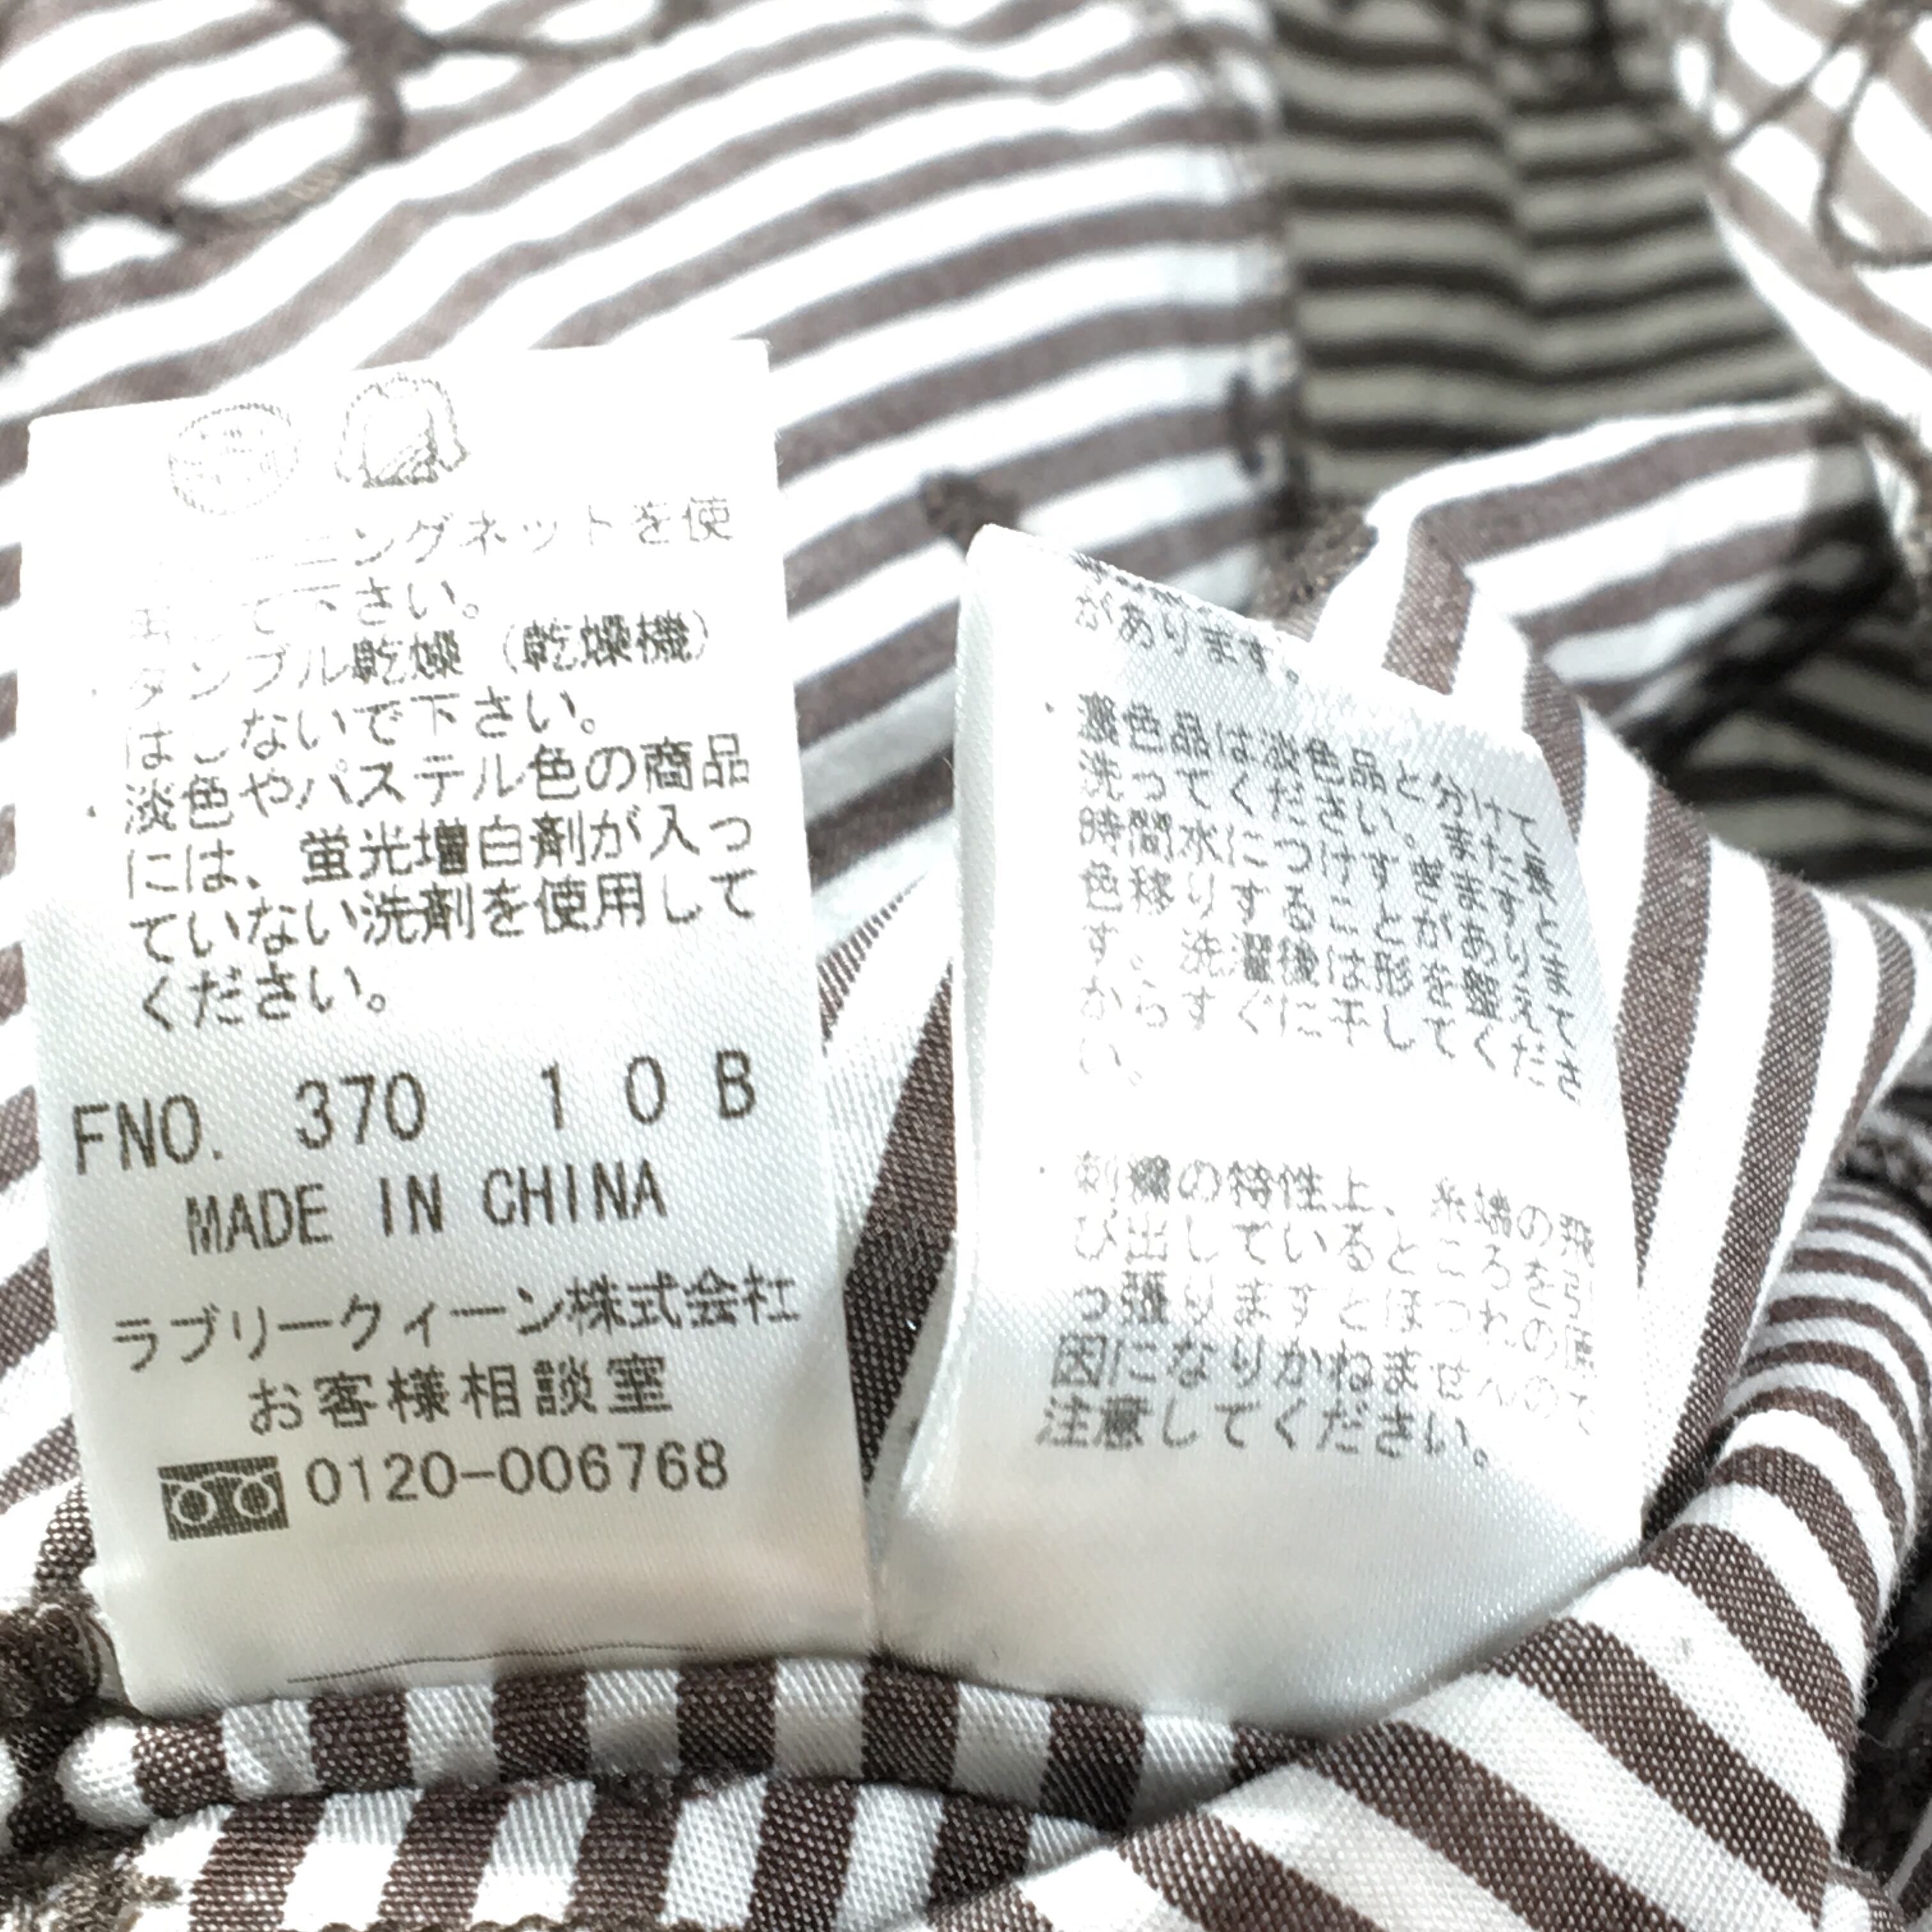 ニングネットを使
して下さい。
タンブル乾燥（乾燥機）
はしないで下さい。
淡色やパステル色の商品
には、蛍光増白剤が入っ
ていない洗剤を使用して
ください。
FNO. 370 10B
MADE IN CHINA
ラブリークィーン株式会社
お客様相談室
0120-006768
があります。
・濃色品は淡色品と分けて
洗ってください。また長
時間水につけますと
色移りすることがありま
す。洗濯後は形を整えて
からすぐに干してくださ
い。
・刺繍の特性上、糸端の飛
び出しているところを引
っ張りますとほつれの原
因になりかねませんので
注意してください。